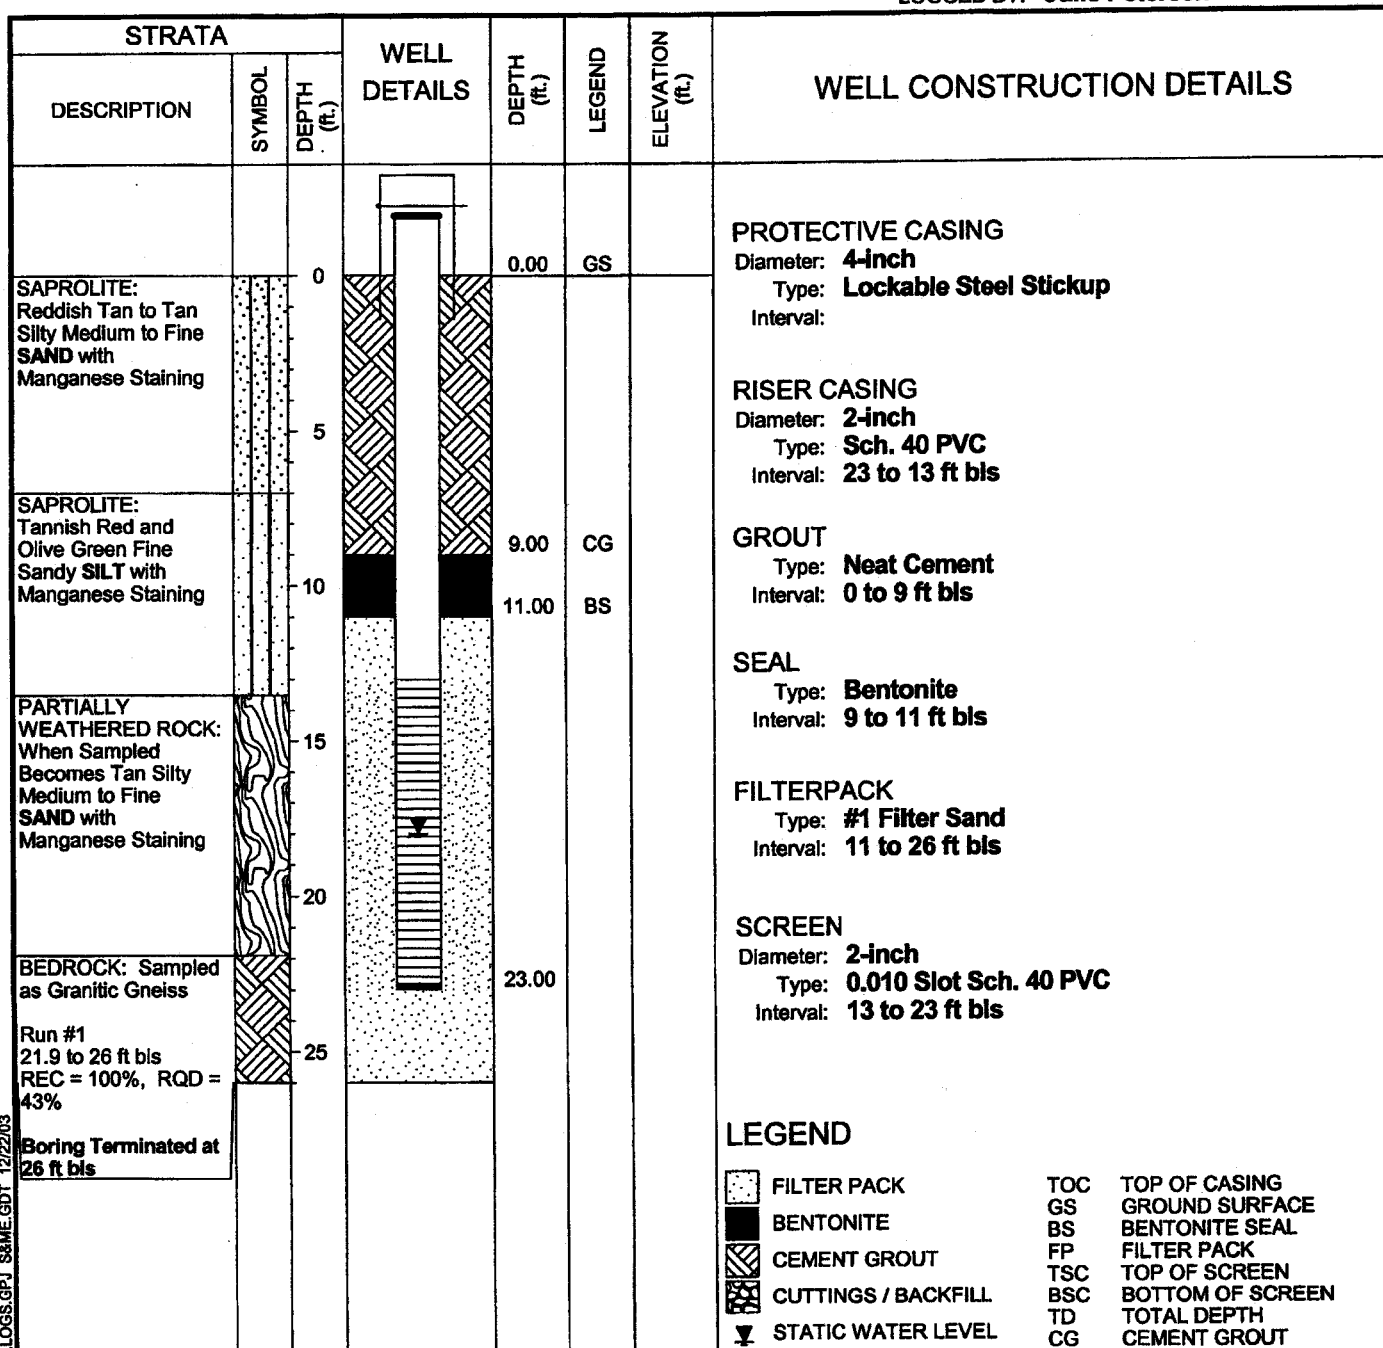 STRATA
DESCRIPTION
SYMBOL
DEPTH
(ft.)
WELL
DETAILS
DEPTH
(ft.)
LEGEND
ELEVATION
(ft.)
WELL CONSTRUCTION DETAILS
0.00 GS
0
SAPROLITE:
Reddish Tan to Tan
Silty Medium to Fine
SAND with
Manganese Staining
5
SAPROLITE:
Tannish Red and
Olive Green Fine
Sandy SILT with
Manganese Staining
9.00 CG
10
11.00 BS
PARTIALLY
WEATHERED ROCK:
When Sampled
Becomes Tan Silty
Medium to Fine
SAND with
Manganese Staining
15
20
BEDROCK: Sampled
as Granitic Gneiss
23.00
Run #1
21.9 to 26 ft bls
REC = 100%, RQD =
43%
25
Boring Terminated at
26 ft bls
PROTECTIVE CASING
Diameter: 4-inch
Type: Lockable Steel Stickup
Interval:
RISER CASING
Diameter: 2-inch
Type: Sch. 40 PVC
Interval: 23 to 13 ft bls
GROUT
Type: Neat Cement
Interval: 0 to 9 ft bls
SEAL
Type: Bentonite
Interval: 9 to 11 ft bls
FILTERPACK
Type: #1 Filter Sand
Interval: 11 to 26 ft bls
SCREEN
Diameter: 2-inch
Type: 0.010 Slot Sch. 40 PVC
Interval: 13 to 23 ft bls
LEGEND
FILTER PACK
BENTONITE
CEMENT GROUT
CUTTINGS / BACKFILL
STATIC WATER LEVEL
TOC TOP OF CASING
GS GROUND SURFACE
BS BENTONITE SEAL
FP FILTER PACK
TSC TOP OF SCREEN
BSC BOTTOM OF SCREEN
TD TOTAL DEPTH
CG CEMENT GROUT
LOGS.GPJ S&ME.GDT 12/22/03